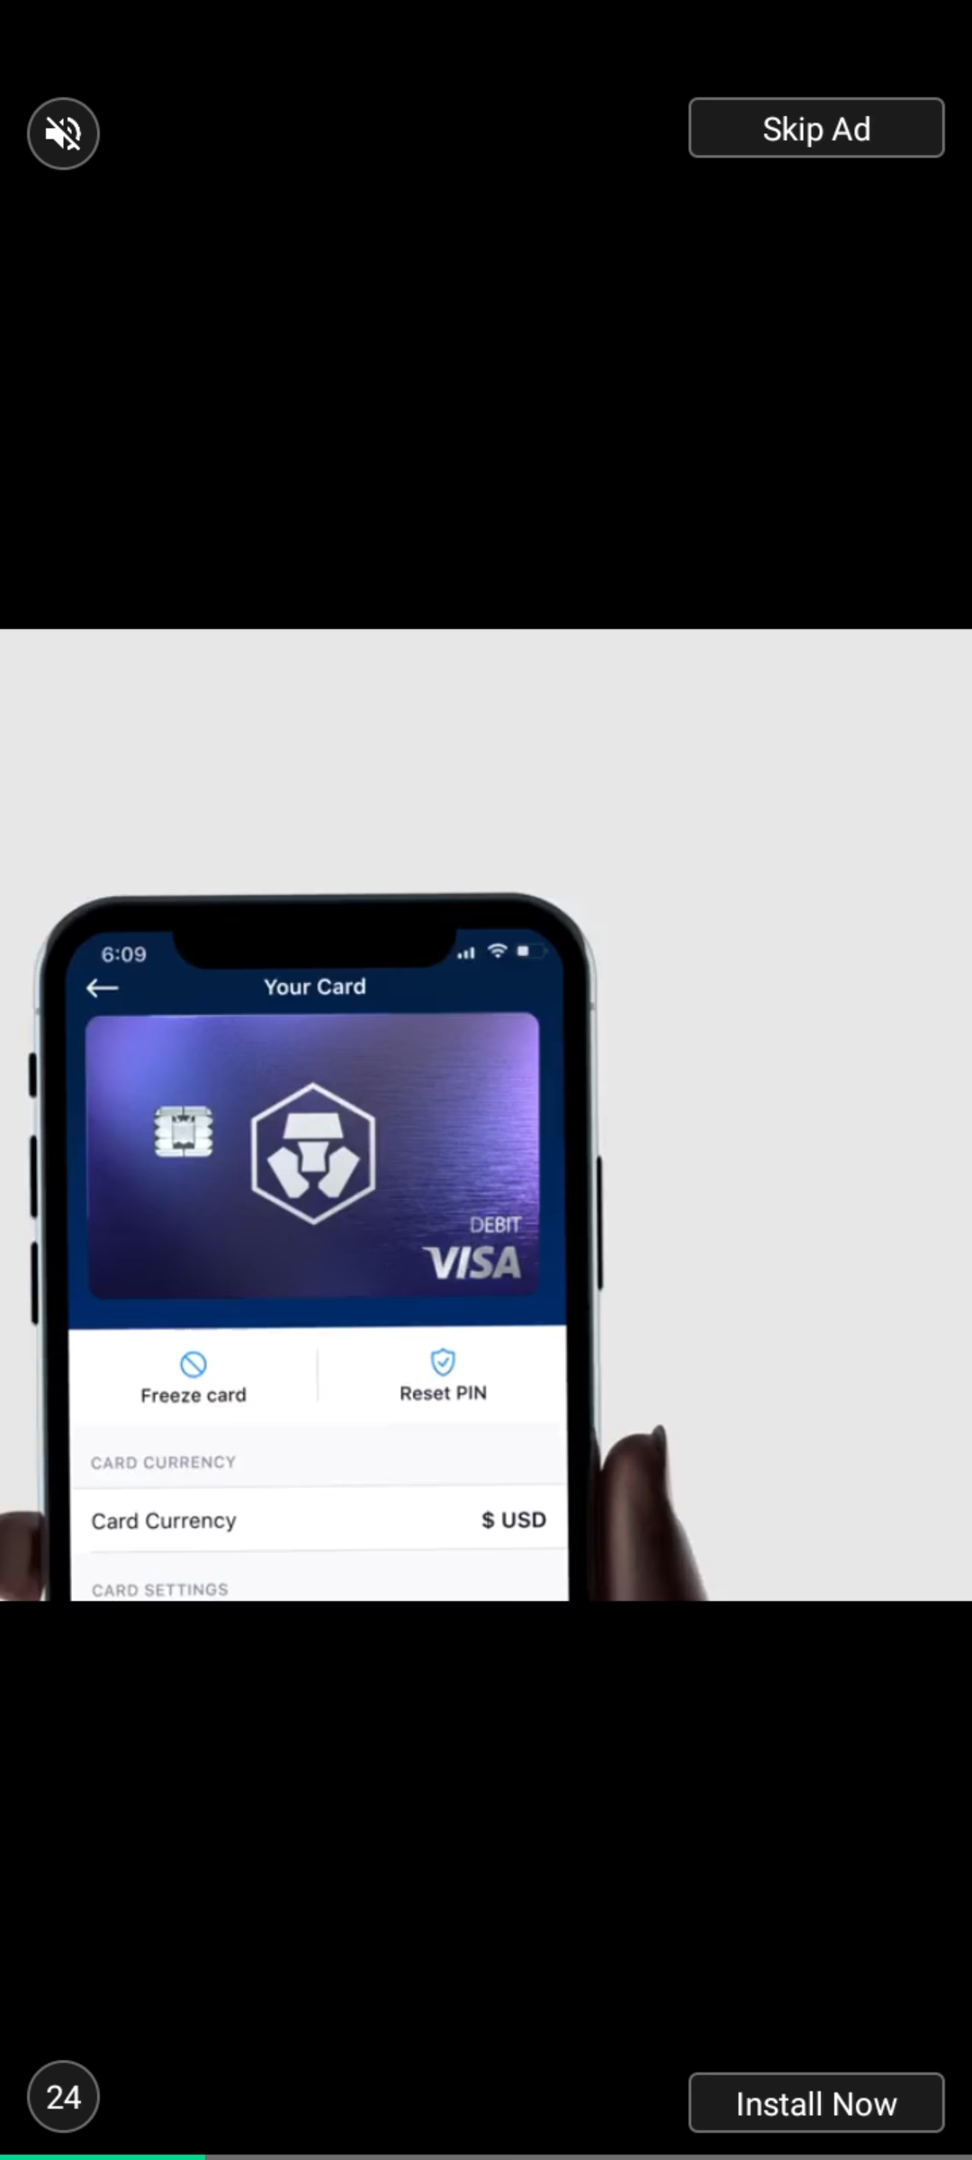 Skip Ad
6:09
Your Card
DEBIT
VISA
Freeze card
Reset PIN
CARD CURRENCY
Card Currency
$ USD
CARD SETTINGS
24
Install Now